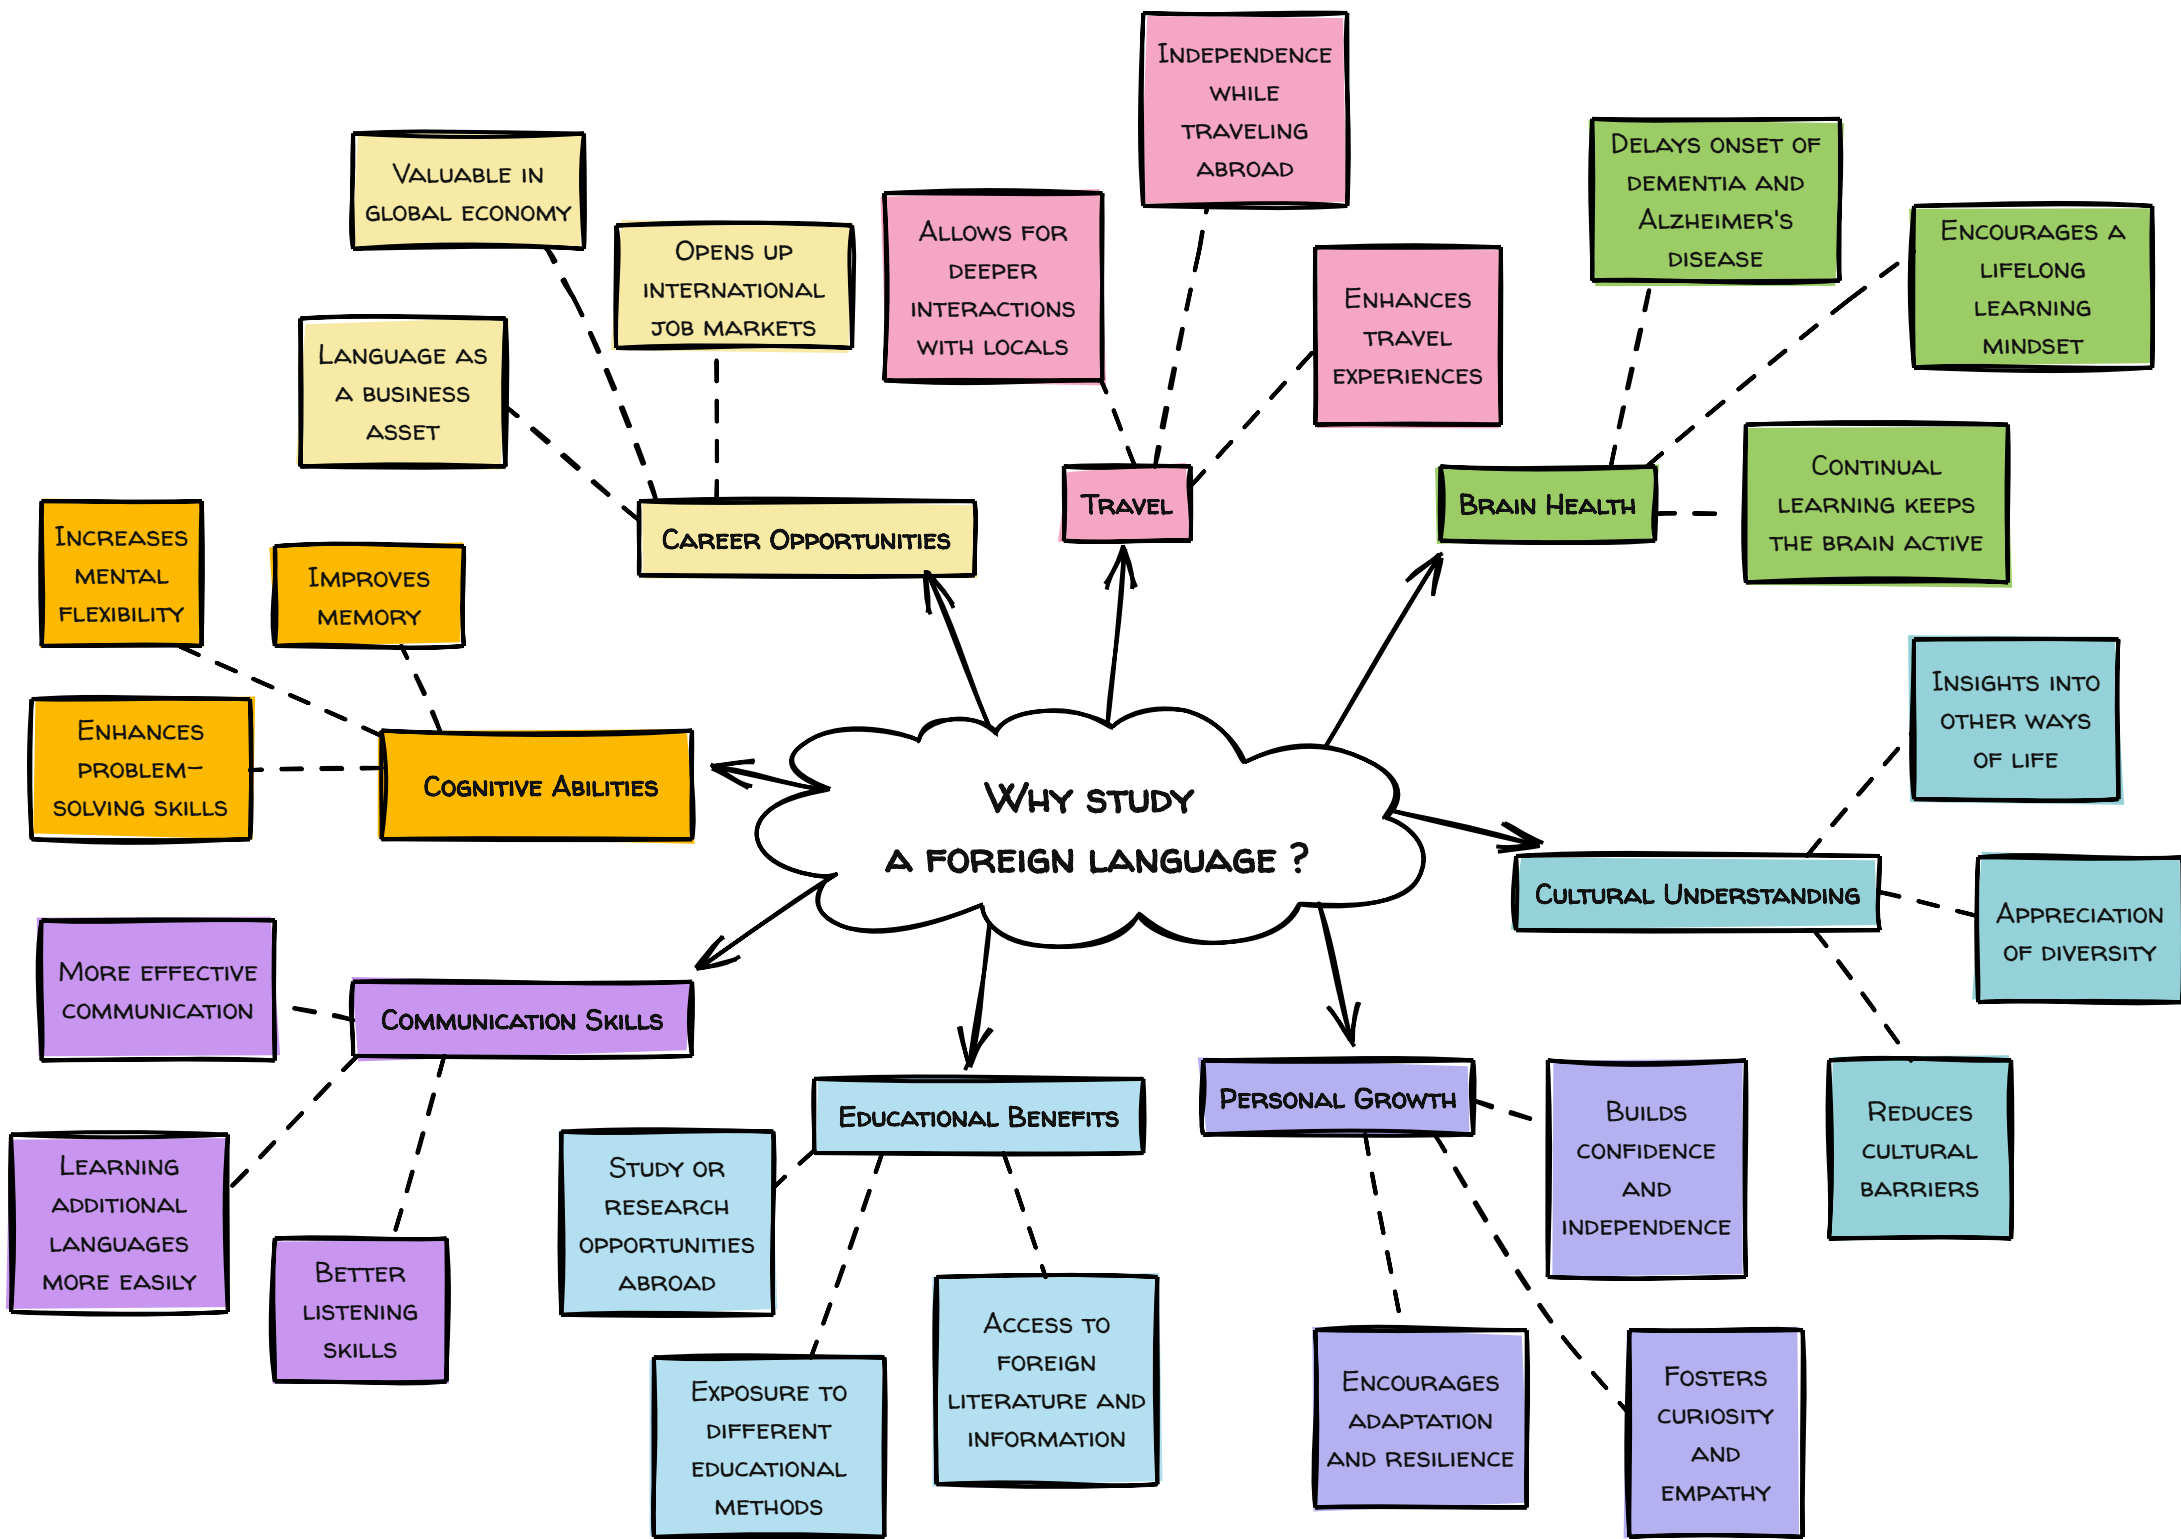 Why study
a foreign language ?
Career Opportunities
Valuable in
global economy
Language as
a business
asset
Opens up
international
job markets
Travel
Allows for
deeper
interactions
with locals
Independence
while
traveling
abroad
Enhances
travel
experiences
Brain Health
Delays onset of
dementia and
Alzheimer's
disease
Encourages a
lifelong
learning
mindset
Continual
learning keeps
the brain active
Cultural Understanding
Insights into
other ways
of life
Appreciation
of diversity
Reduces
cultural
barriers
Personal Growth
Builds
confidence
and
independence
Encourages
adaptation
and resilience
Fosters
curiosity
and
empathy
Educational Benefits
Study or
research
opportunities
abroad
Exposure to
different
educational
methods
Access to
foreign
literature and
information
Communication Skills
More effective
communication
Learning
additional
languages
more easily
Better
listening
skills
Cognitive Abilities
Increases
mental
flexibility
Improves
memory
Enhances
problem-
solving skills